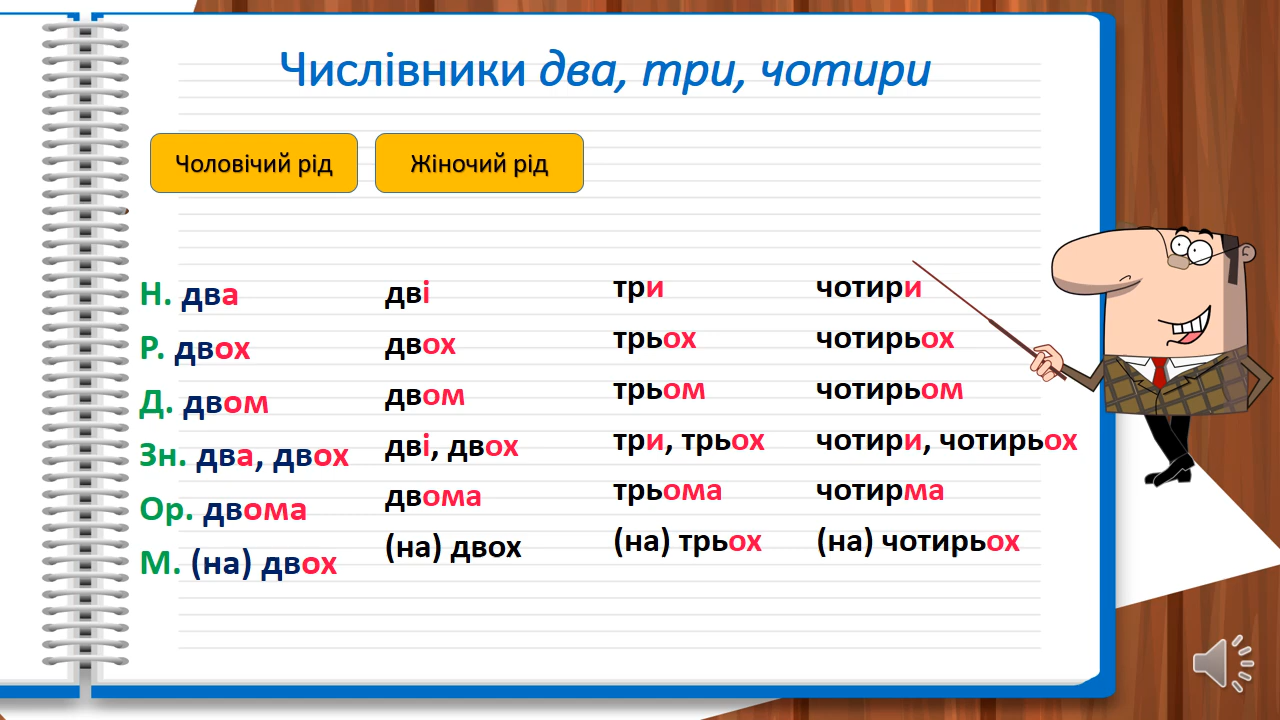 Числівники два, три, чотири
Чоловічий рід Жіночий рід
Н. два дві три чотири
Р. двох двох трьох чотирьох
Д. двом двом трьом чотирьом
Зн. два, двох дві, двох три, трьох чотири, чотирьох
Ор. двома двома трьома чотирма
М. (на) двох (на) двох (на) трьох (на) чотирьох